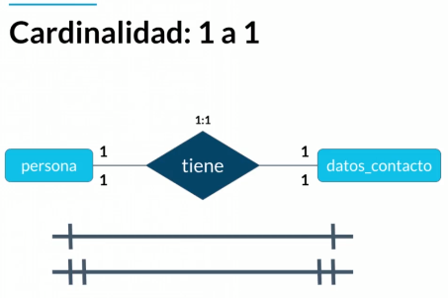 Cardinalidad: 1 a 1
1:1
persona
1
1
tiene
1
1
datos_contacto